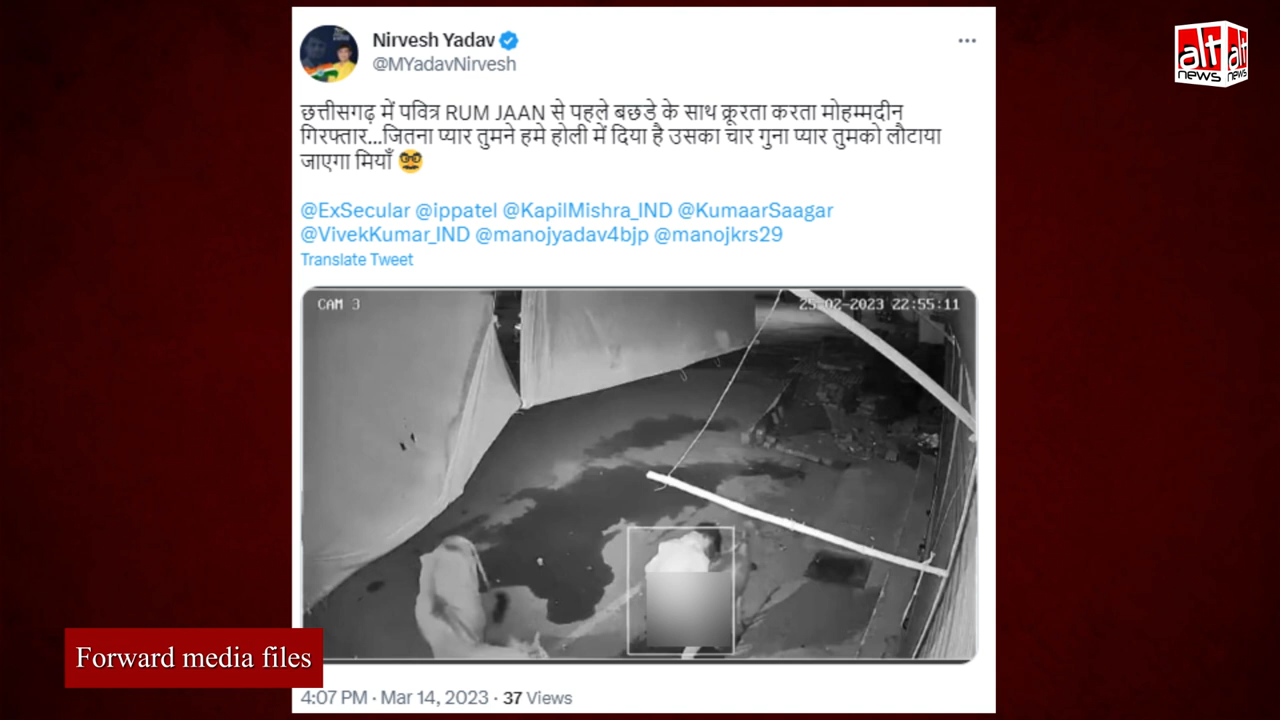 Nirvesh Yadav
@MYadavNirvesh
alt news
alt news
छत्तीसगढ़ में पवित्र RUM JAAN से पहले बछडे के साथ क्रूरता करता मोहम्मदीन
गिरफ्तार...जितना प्यार तुमने हमे होली में दिया है उसका चार गुना प्यार तुमको लौटाया
जाएगा मियाँ
@ExSecular @ippatel @KapilMishra_IND @KumaarSaagar
@VivekKumar_IND @manojyadav4bjp @manojkrs29
Translate Tweet
CAM 3
25-02-2023 22:55:11
Forward media files
4:07 PM · Mar 14, 2023 · 37 Views